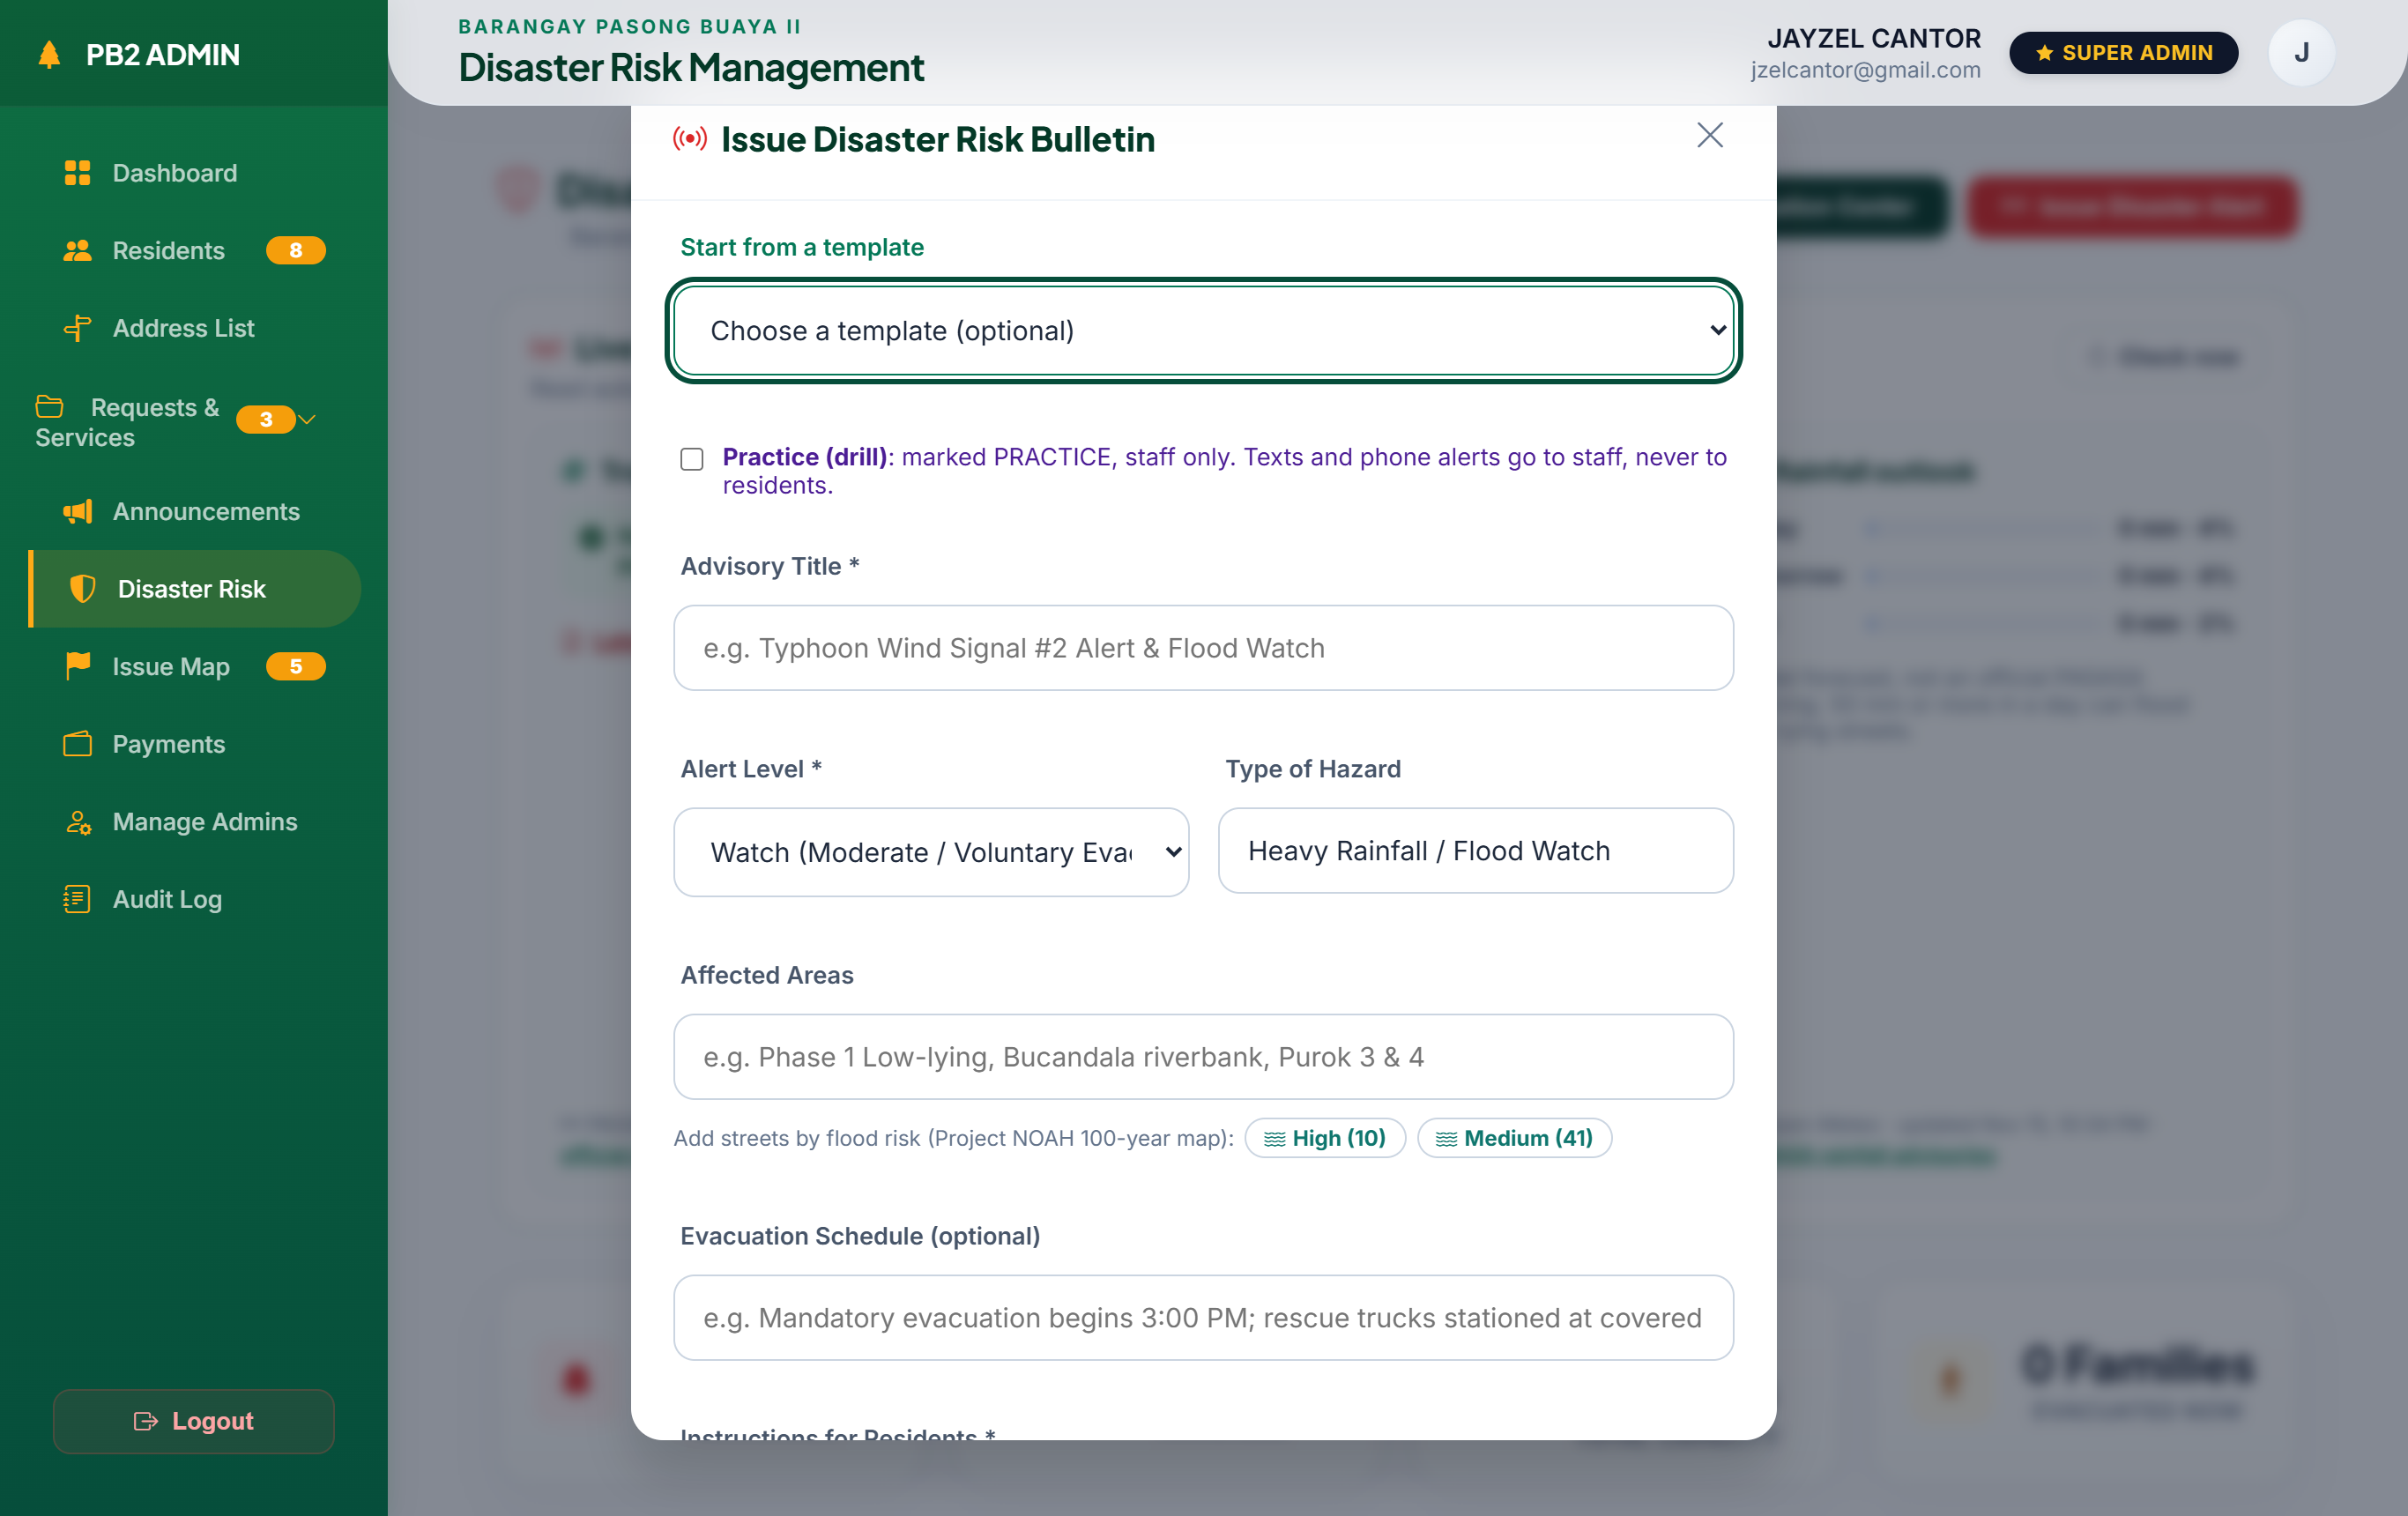 PB2 ADMIN
Dashboard
Residents 8
Address List
Requests & Services 3
Announcements
Disaster Risk
Issue Map 5
Payments
Manage Admins
Audit Log
Logout
BARANGAY PASONG BUAYA II
Disaster Risk Management
JAYZEL CANTOR
jzelcantor@gmail.com
SUPER ADMIN
J
Issue Disaster Risk Bulletin
Start from a template
Choose a template (optional)
Practice (drill): marked PRACTICE, staff only. Texts and phone alerts go to staff, never to
residents.
Advisory Title *
e.g. Typhoon Wind Signal #2 Alert & Flood Watch
Alert Level *
Type of Hazard
Watch (Moderate / Voluntary
Heavy Rainfall / Flood Watch
Affected Areas
e.g. Phase 1 Low-lying, Bucandala riverbank, Purok 3 & 4
Add streets by flood risk (Project NOAH 100-year map): High (10) Medium (41)
Evacuation Schedule (optional)
e.g. Mandatory evacuation begins 3:00 PM; rescue trucks stationed at covered
Instructions for Residents *
0 Families